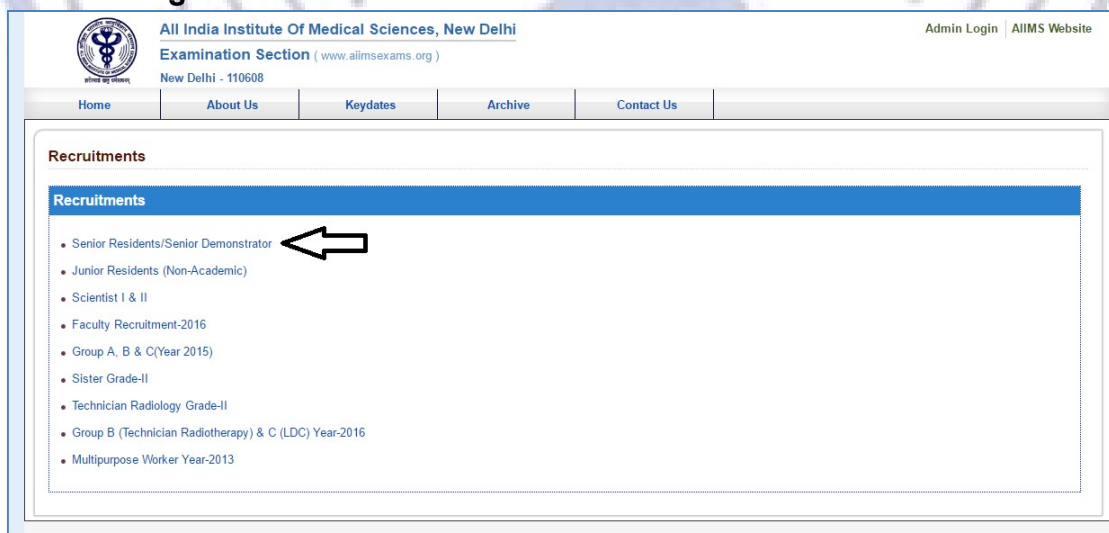 All India Institute Of Medical Sciences, New Delhi
Admin Login | AIIMS Website
Examination Section ( www.aiimsexams.org )
New Delhi - 110608
Home About Us Keydates Archive Contact Us
Recruitments
Recruitments
• Senior Residents/Senior Demonstrator
• Junior Residents (Non-Academic)
• Scientist I & II
• Faculty Recruitment-2016
• Group A, B & C(Year 2015)
• Sister Grade-II
• Technician Radiology Grade-II
• Group B (Technician Radiotherapy) & C (LDC) Year-2016
• Multipurpose Worker Year-2013